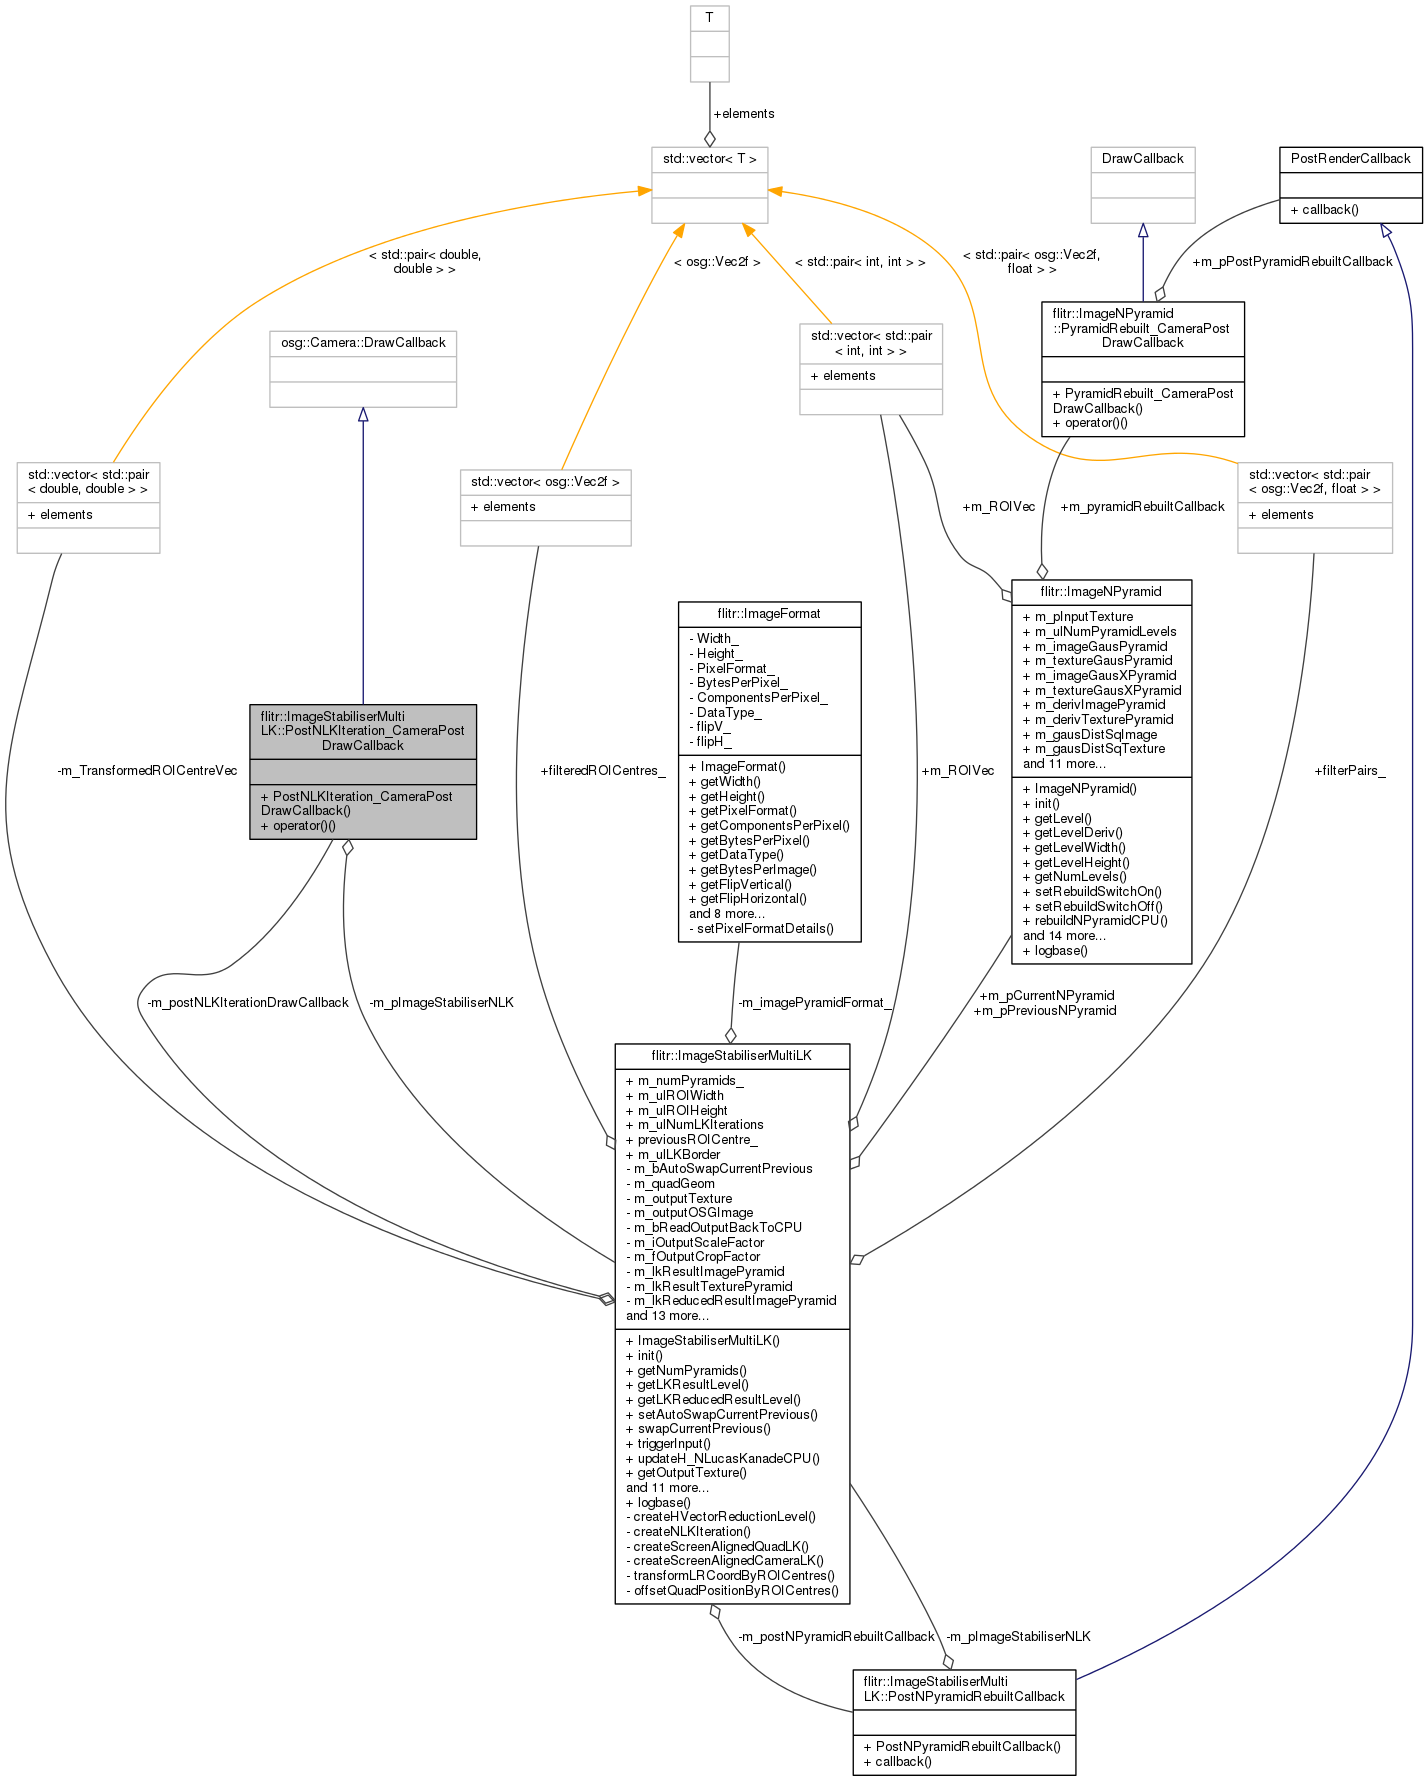 T
+elements
std::vector< T >
DrawCallback
PostRenderCallback
+ callback()
< std::pair< double,
double > >
< osg::Vec2f >
< std::pair< int, int > >
< std::pair< osg::Vec2f,
float > >
+m_pPostPyramidRebuiltCallback
osg::Camera::DrawCallback
std::vector< std::pair
< int, int > >
+ elements
flitr::ImageNPyramid
::PyramidRebuilt_CameraPost
DrawCallback
+ PyramidRebuilt_CameraPost
DrawCallback()
+ operator()()
std::vector< std::pair
< double, double > >
+ elements
std::vector< osg::Vec2f >
+ elements
std::vector< std::pair
< osg::Vec2f, float > >
+ elements
+m_ROIVec
+m_pyramidRebuiltCallback
flitr::ImageFormat
- Width_
- Height_
- PixelFormat_
- BytesPerPixel_
- ComponentsPerPixel_
- DataType_
- flipV_
- flipH_
+ ImageFormat()
+ getWidth()
+ getHeight()
+ getPixelFormat()
+ getComponentsPerPixel()
+ getBytesPerPixel()
+ getDataType()
+ getBytesPerImage()
+ getFlipVertical()
+ getFlipHorizontal()
and 8 more...
- setPixelFormatDetails()
flitr::ImageNPyramid
+ m_pInputTexture
+ m_ulNumPyramidLevels
+ m_imageGausPyramid
+ m_textureGausPyramid
+ m_imageGausXPyramid
+ m_textureGausXPyramid
+ m_derivImagePyramid
+ m_derivTexturePyramid
+ m_gausDistSqImage
+ m_gausDistSqTexture
and 11 more...
+ ImageNPyramid()
+ init()
+ getLevel()
+ getLevelDeriv()
+ getLevelWidth()
+ getLevelHeight()
+ getNumLevels()
+ setRebuildSwitchOn()
+ setRebuildSwitchOff()
+ rebuildNPyramidCPU()
and 14 more...
+ logbase()
flitr::ImageStabiliserMulti
LK::PostNLKIteration_CameraPost
DrawCallback
+ PostNLKIteration_CameraPost
DrawCallback()
+ operator()()
-m_TransformedROICentreVec
+filteredROICentres_
+m_ROIVec
+filterPairs_
-m_postNLKIterationDrawCallback
-m_pImageStabiliserNLK
-m_imagePyramidFormat_
+m_pCurrentNPyramid
+m_pPreviousNPyramid
flitr::ImageStabiliserMultiLK
+ m_numPyramids_
+ m_ulROIWidth
+ m_ulROIHeight
+ m_ulNumLKIterations
+ previousROICentre_
+ m_ulLKBorder
- m_bAutoSwapCurrentPrevious
- m_quadGeom
- m_outputTexture
- m_outputOSGImage
- m_bReadOutputBackToCPU
- m_iOutputScaleFactor
- m_fOutputCropFactor
- m_lkResultImagePyramid
- m_lkResultTexturePyramid
- m_lkReducedResultImagePyramid
and 13 more...
+ ImageStabiliserMultiLK()
+ init()
+ getNumPyramids()
+ getLKResultLevel()
+ getLKReducedResultLevel()
+ setAutoSwapCurrentPrevious()
+ swapCurrentPrevious()
+ triggerInput()
+ updateH_NLucasKanadeCPU()
+ getOutputTexture()
and 11 more...
+ logbase()
- createHVectorReductionLevel()
- createNLKIteration()
- createScreenAlignedQuadLK()
- createScreenAlignedCameraLK()
- transformLRCoordByROICentres()
- offsetQuadPositionByROICentres()
-m_postNPyramidRebuiltCallback
-m_pImageStabiliserNLK
flitr::ImageStabiliserMulti
LK::PostNPyramidRebuiltCallback
+ PostNPyramidRebuiltCallback()
+ callback()